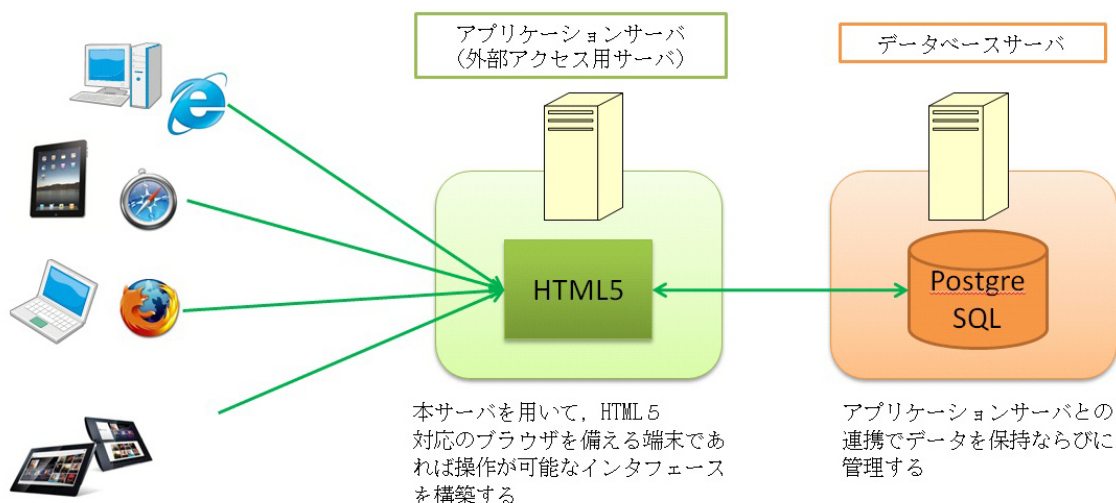 アプリケーションサーバ
（外部アクセス用サーバ）
データベースサーバ
HTML5
Postgre
SQL
本サーバを用いて，HTML５
対応のブラウザを備える端末であ
れば操作が可能なインタフェース
を構築する
アプリケーションサーバとの
連携でデータを保持ならびに
管理する